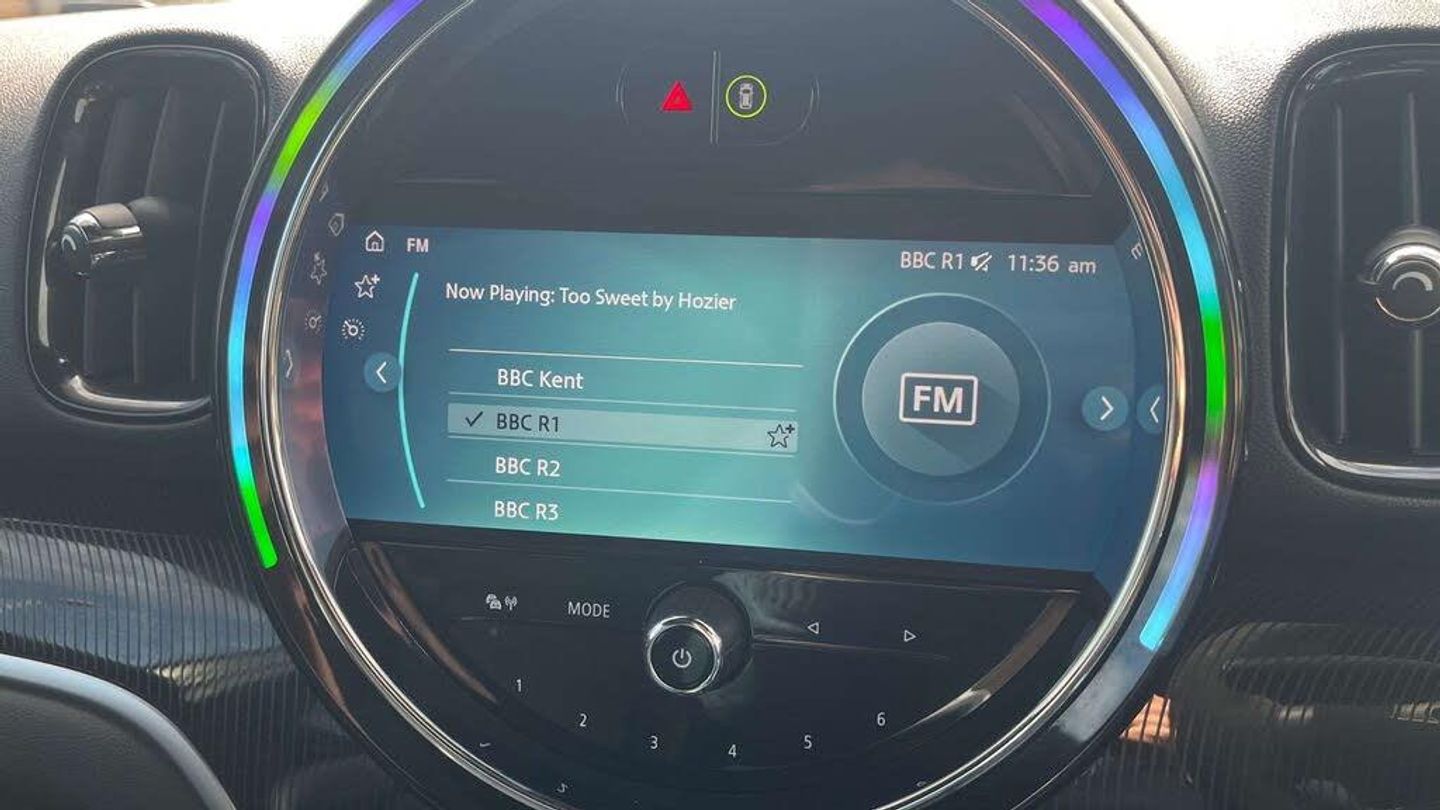 FM
BBC R1 11:36 am
Now Playing: Too Sweet by Hozier
BBC Kent
BBC R1
BBC R2
BBC R3
FM
E
MODE
1
2
3
4
5
6